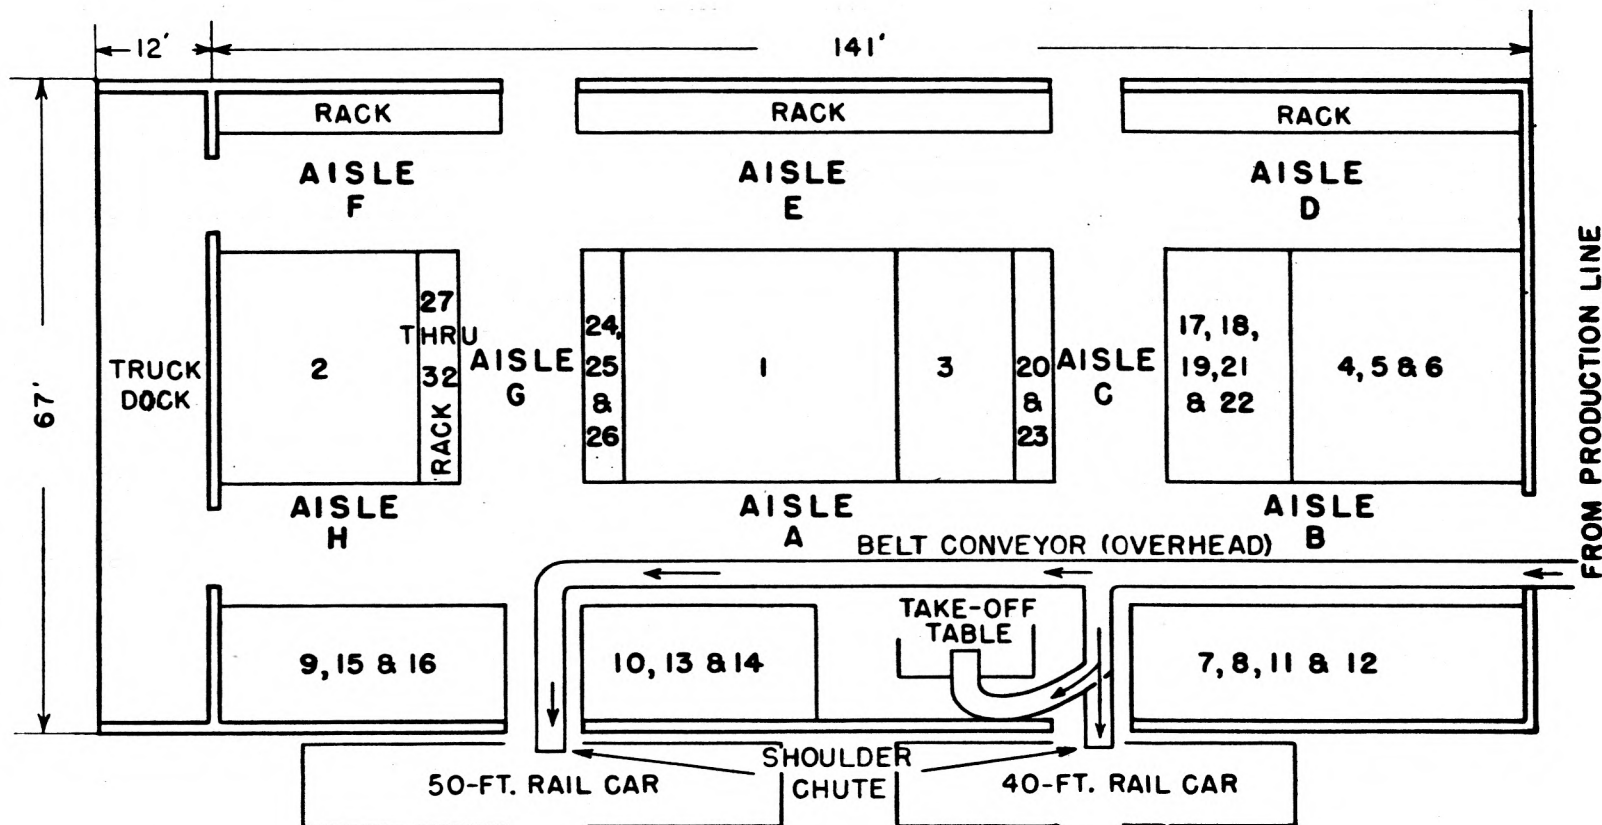 12'
141'
RACK
RACK
RACK
AISLE
F
AISLE
E
AISLE
D
67'
TRUCK
DOCK
2
27
THRU
32
RACK
AISLE
G
24,
25
&
26
1
3
20
&
23
AISLE
C
17, 18,
19, 21
& 22
4, 5 & 6
FROM PRODUCTION LINE
AISLE
H
AISLE
A
AISLE
B
BELT CONVEYOR (OVERHEAD)
TAKE-OFF
TABLE
9, 15 & 16
10, 13 & 14
7, 8, 11 & 12
SHOULDER
CHUTE
50-FT. RAIL CAR
40-FT. RAIL CAR